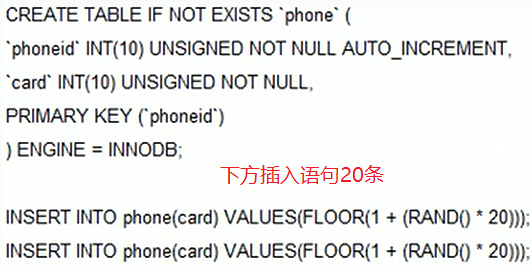 CREATE TABLE IF NOT EXISTS `phone` (
`phoneid` INT(10) UNSIGNED NOT NULL AUTO_INCREMENT,
`card` INT(10) UNSIGNED NOT NULL,
PRIMARY KEY (`phoneid`)
) ENGINE = INNODB;
下方插入语句20条
INSERT INTO phone(card) VALUES(FLOOR(1 + (RAND() * 20)));
INSERT INTO phone(card) VALUES(FLOOR(1 + (RAND() * 20)));